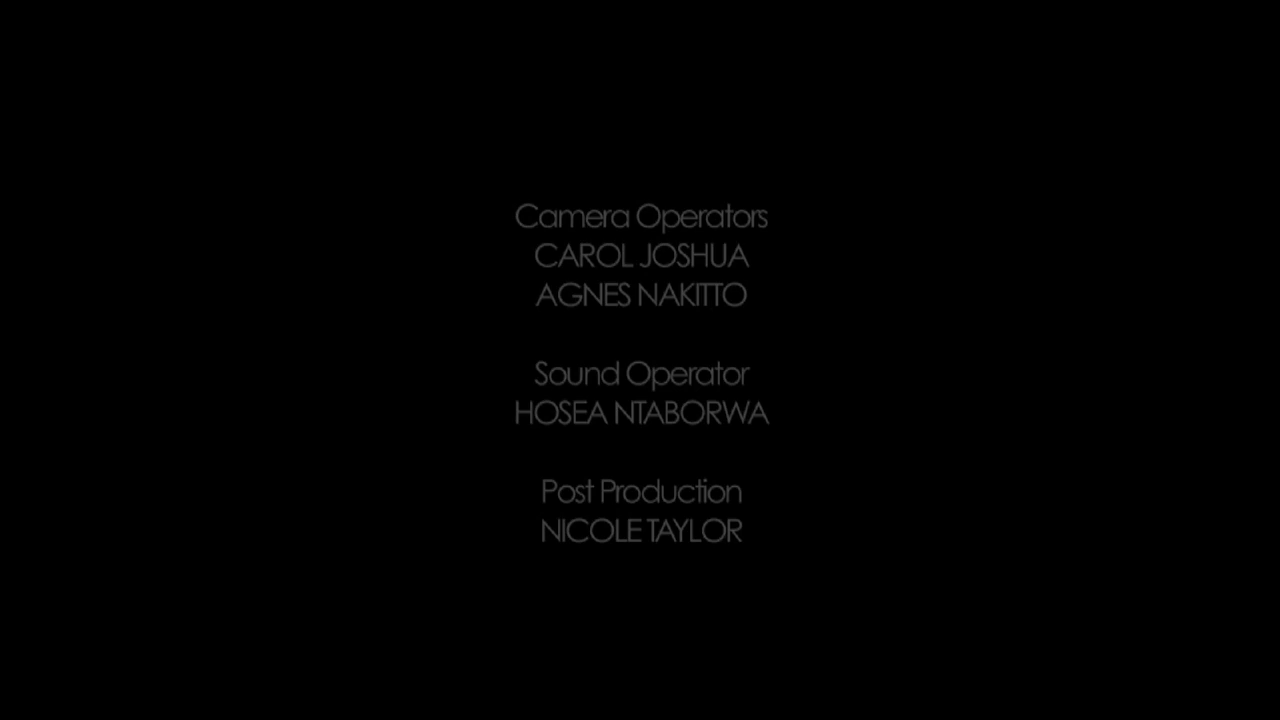 Camera Operators
CAROL JOSHUA
AGNES NAKITTO
Sound Operator
HOSEA NTABORWA
Post Production
NICOLE TAYLOR